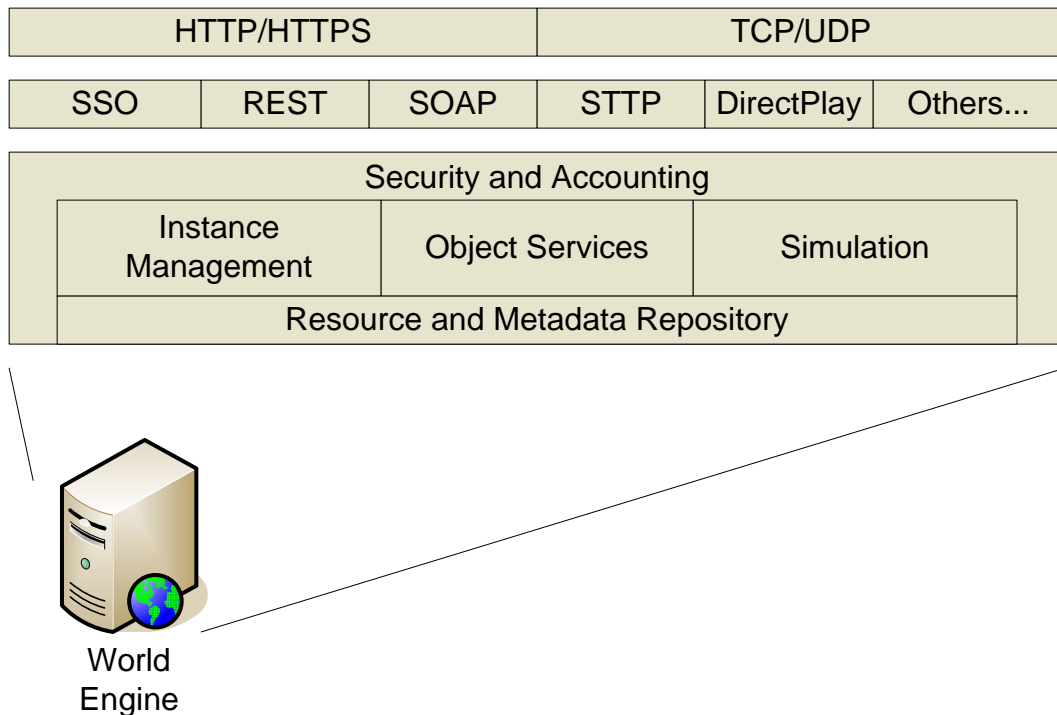 HTTP/HTTPS TCP/UDP
SSO REST SOAP STTP DirectPlay Others...
Security and Accounting
Instance
Management
Object Services
Simulation
Resource and Metadata Repository
World
Engine